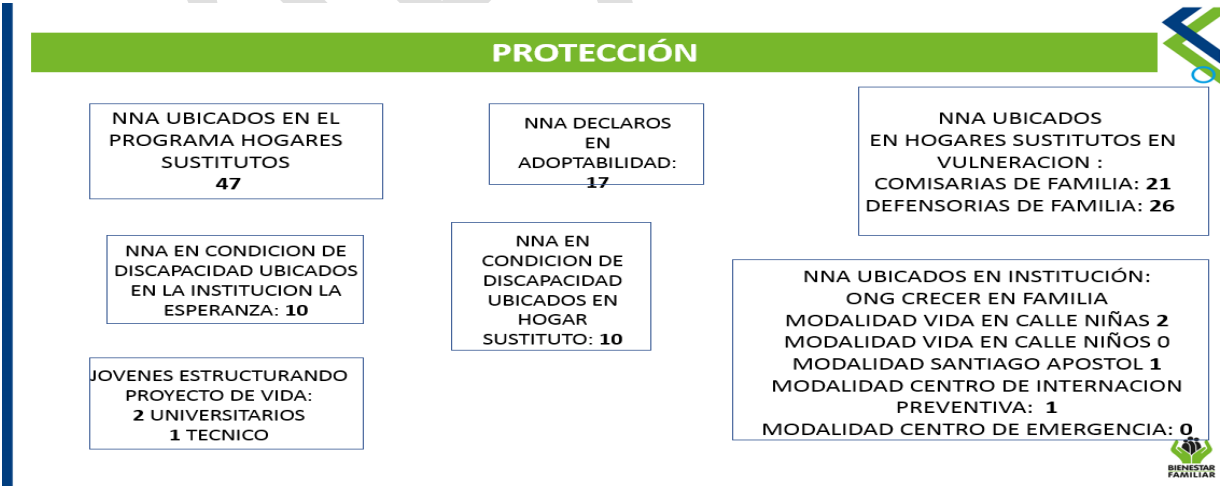 PROTECCIÓN
NNA UBICADOS EN EL
PROGRAMA HOGARES
SUSTITUTOS
47
NNA DECLAROS
EN
ADOPTABILIDAD:
17
NNA UBICADOS
EN HOGARES SUSTITUTOS EN
VULNERACION :
COMISARIAS DE FAMILIA: 21
DEFENSORIAS DE FAMILIA: 26
NNA EN CONDICION DE
DISCAPACIDAD UBICADOS
EN LA INSTITUCION LA
ESPERANZA: 10
NNA EN
CONDICION DE
DISCAPACIDAD
UBICADOS EN
HOGAR
SUSTITUTO: 10
NNA UBICADOS EN INSTITUCIÓN:
ONG CRECER EN FAMILIA
MODALIDAD VIDA EN CALLE NIÑAS 2
MODALIDAD VIDA EN CALLE NIÑOS 0
MODALIDAD SANTIAGO APOSTOL 1
MODALIDAD CENTRO DE INTERNACION
PREVENTIVA: 1
MODALIDAD CENTRO DE EMERGENCIA: 0
JOVENES ESTRUCTURANDO
PROYECTO DE VIDA:
2 UNIVERSITARIOS
1 TECNICO
BIENESTAR
FAMILIAR